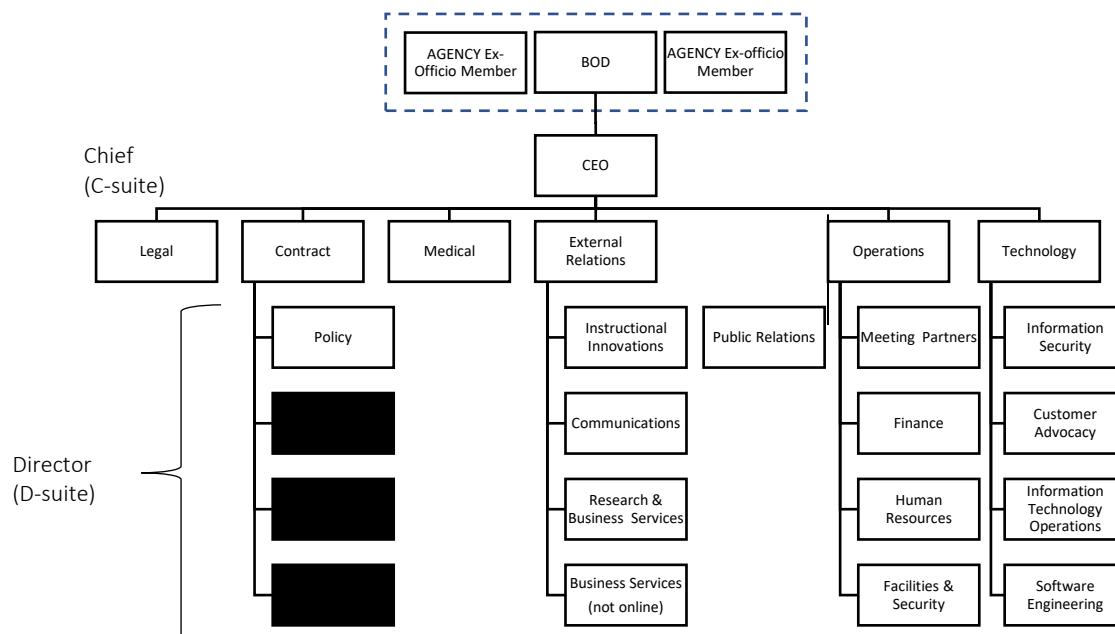 AGENCY Ex-
Officio Member
BOD
AGENCY Ex-officio
Member
Chief
(C-suite)
CEO
Legal
Contract
Medical
External
Relations
Operations
Technology
Director
(D-suite)
Policy
Instructional
Innovations
Public Relations
Meeting Partners
Information
Security
Communications
Finance
Customer
Advocacy
Research &
Business Services
Human
Resources
Information
Technology
Operations
Business Services
(not online)
Facilities &
Security
Software
Engineering